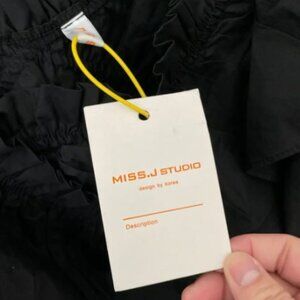 MISS.J STUDIO
design by korea
Description